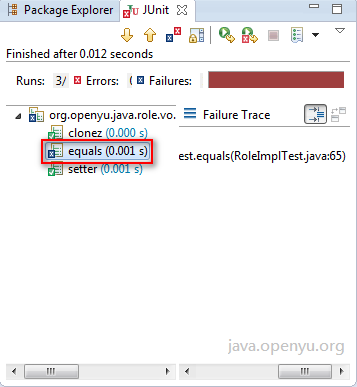 Package Explorer JUnit
Finished after 0.012 seconds
Runs: 3/ Errors: Failures:
org.openyu.java.role.vo. Failure Trace
clonez (0.000 s)
equals (0.001 s)
est.equals(RoleImplTest.java:65)
setter (0.001 s)
java.openyu.org